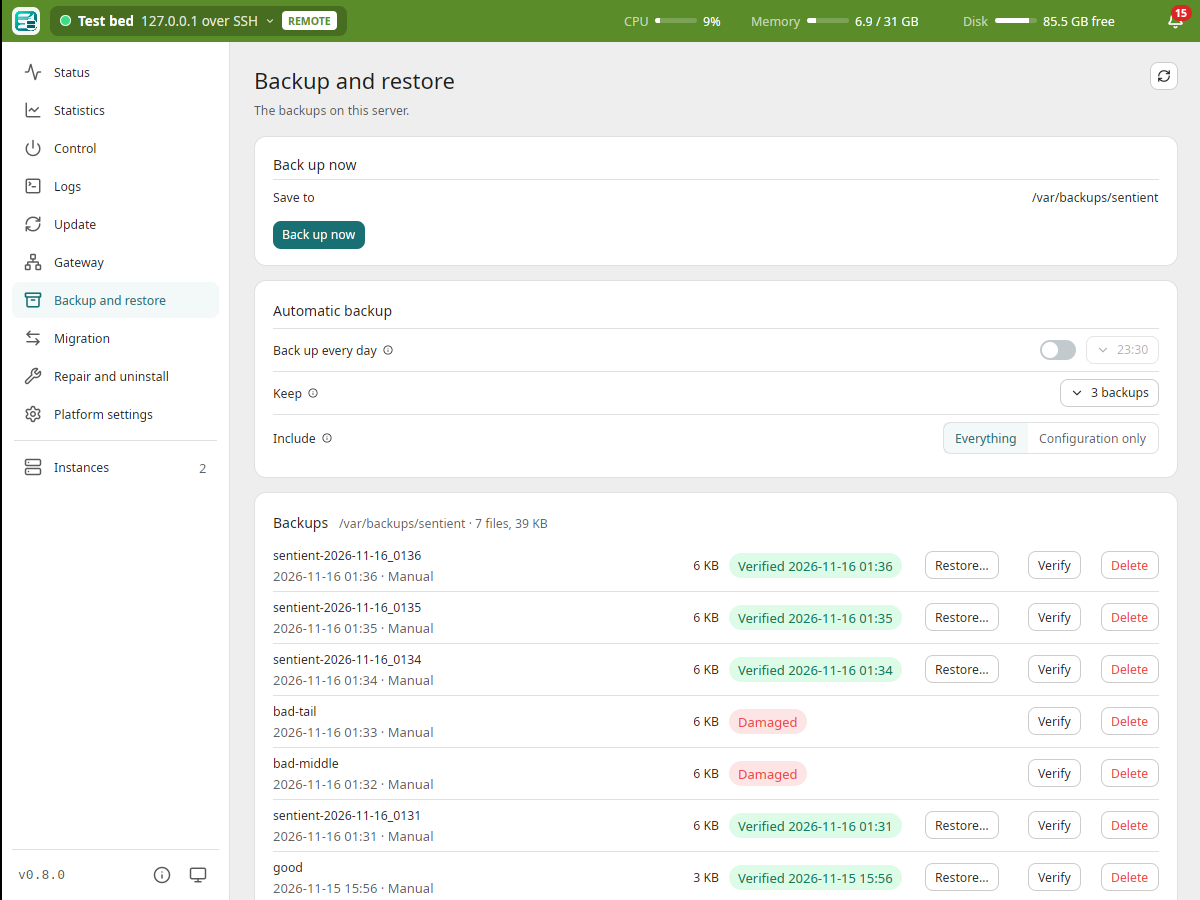 Test bed 127.0.0.1 over SSH REMOTE CPU 9% Memory 6.9 / 31 GB Disk 85.5 GB free 15
Status
Statistics
Control
Logs
Update
Gateway
Backup and restore
Migration
Repair and uninstall
Platform settings
Instances 2
v0.8.0
Backup and restore
The backups on this server.
Back up now
Save to /var/backups/sentient
Back up now
Automatic backup
Back up every day 23:30
Keep 3 backups
Include Everything Configuration only
Backups /var/backups/sentient · 7 files, 39 KB
sentient-2026-11-16_0136
2026-11-16 01:36 · Manual
6 KB Verified 2026-11-16 01:36 Restore... Verify Delete
sentient-2026-11-16_0135
2026-11-16 01:35 · Manual
6 KB Verified 2026-11-16 01:35 Restore... Verify Delete
sentient-2026-11-16_0134
2026-11-16 01:34 · Manual
6 KB Verified 2026-11-16 01:34 Restore... Verify Delete
bad-tail
2026-11-16 01:33 · Manual
6 KB Damaged Verify Delete
bad-middle
2026-11-16 01:32 · Manual
6 KB Damaged Verify Delete
sentient-2026-11-16_0131
2026-11-16 01:31 · Manual
6 KB Verified 2026-11-16 01:31 Restore... Verify Delete
good
2026-11-15 15:56 · Manual
3 KB Verified 2026-11-15 15:56 Restore... Verify Delete